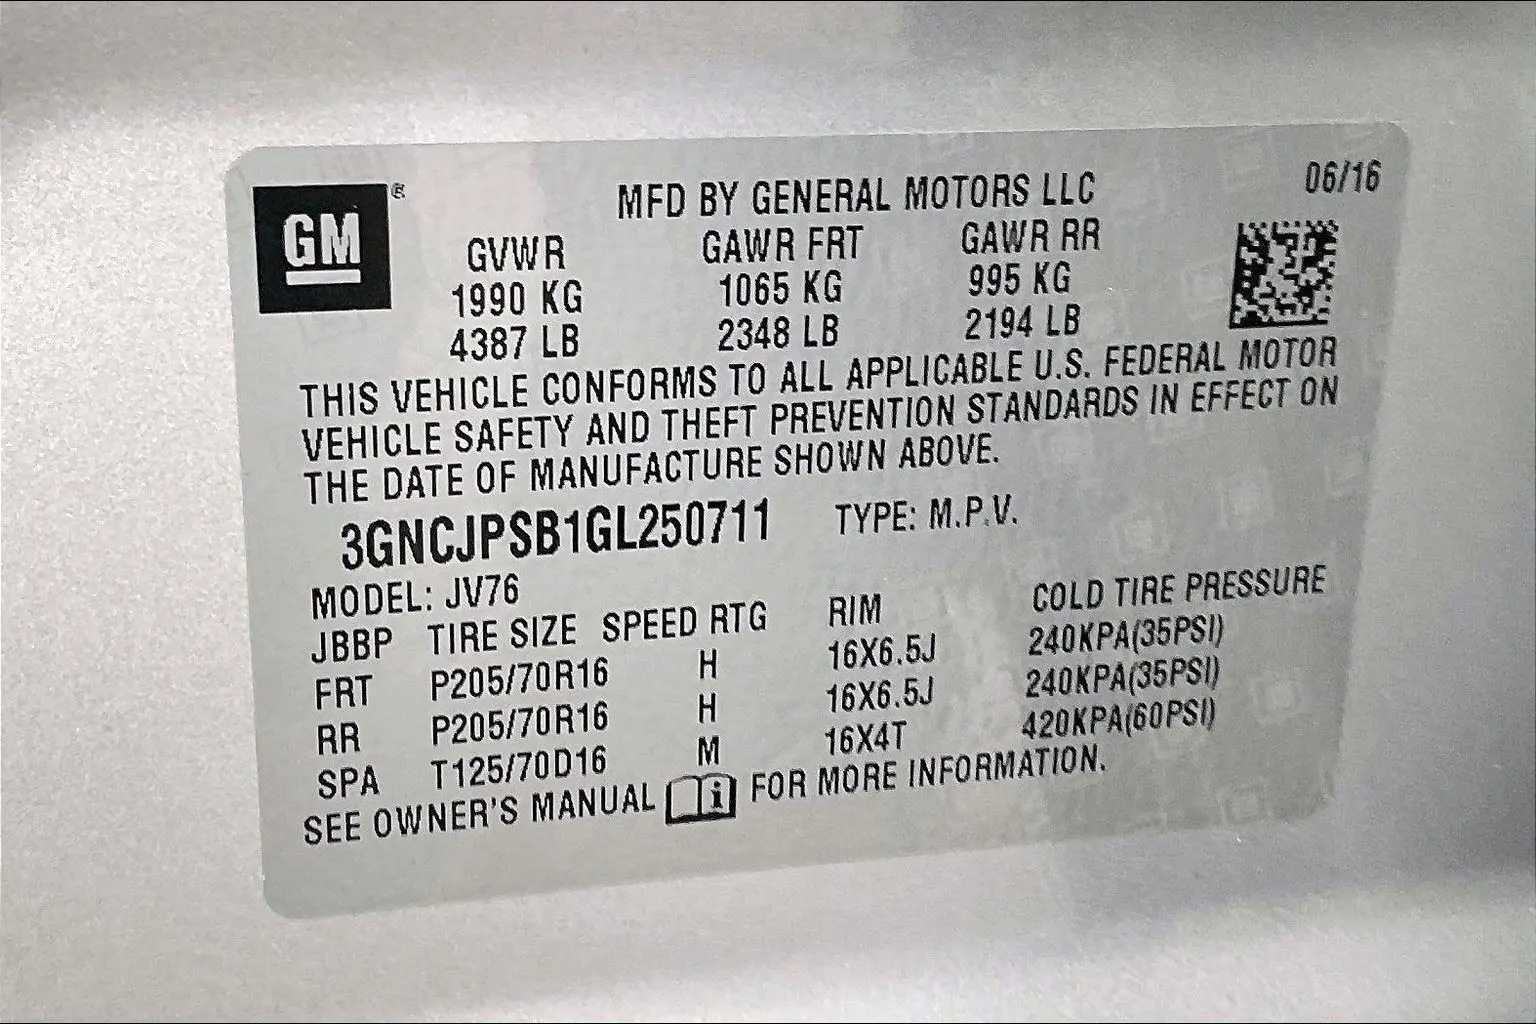 GM ®
MFD BY GENERAL MOTORS LLC 06/16
GVWR GAWR FRT GAWR RR
1990 KG 1065 KG 995 KG
4387 LB 2348 LB 2194 LB
THIS VEHICLE CONFORMS TO ALL APPLICABLE U.S. FEDERAL MOTOR
VEHICLE SAFETY AND THEFT PREVENTION STANDARDS IN EFFECT ON
THE DATE OF MANUFACTURE SHOWN ABOVE.
3GNCJPSB1GL250711 TYPE: M.P.V.
MODEL: JV76
JBBP TIRE SIZE SPEED RTG RIM COLD TIRE PRESSURE
FRT P205/70R16 H 16X6.5J 240KPA(35PSI)
RR P205/70R16 H 16X6.5J 240KPA(35PSI)
SPA T125/70D16 M 16X4T 420KPA(60PSI)
SEE OWNER'S MANUAL i FOR MORE INFORMATION.